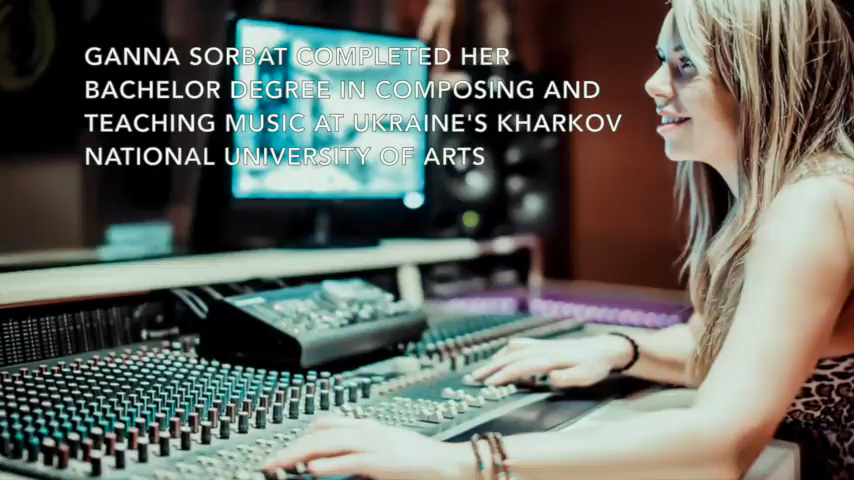 GANNA SORBAT COMPLETED HER
BACHELOR DEGREE IN COMPOSING AND
TEACHING MUSIC AT UKRAINE'S KHARKOV
NATIONAL UNIVERSITY OF ARTS